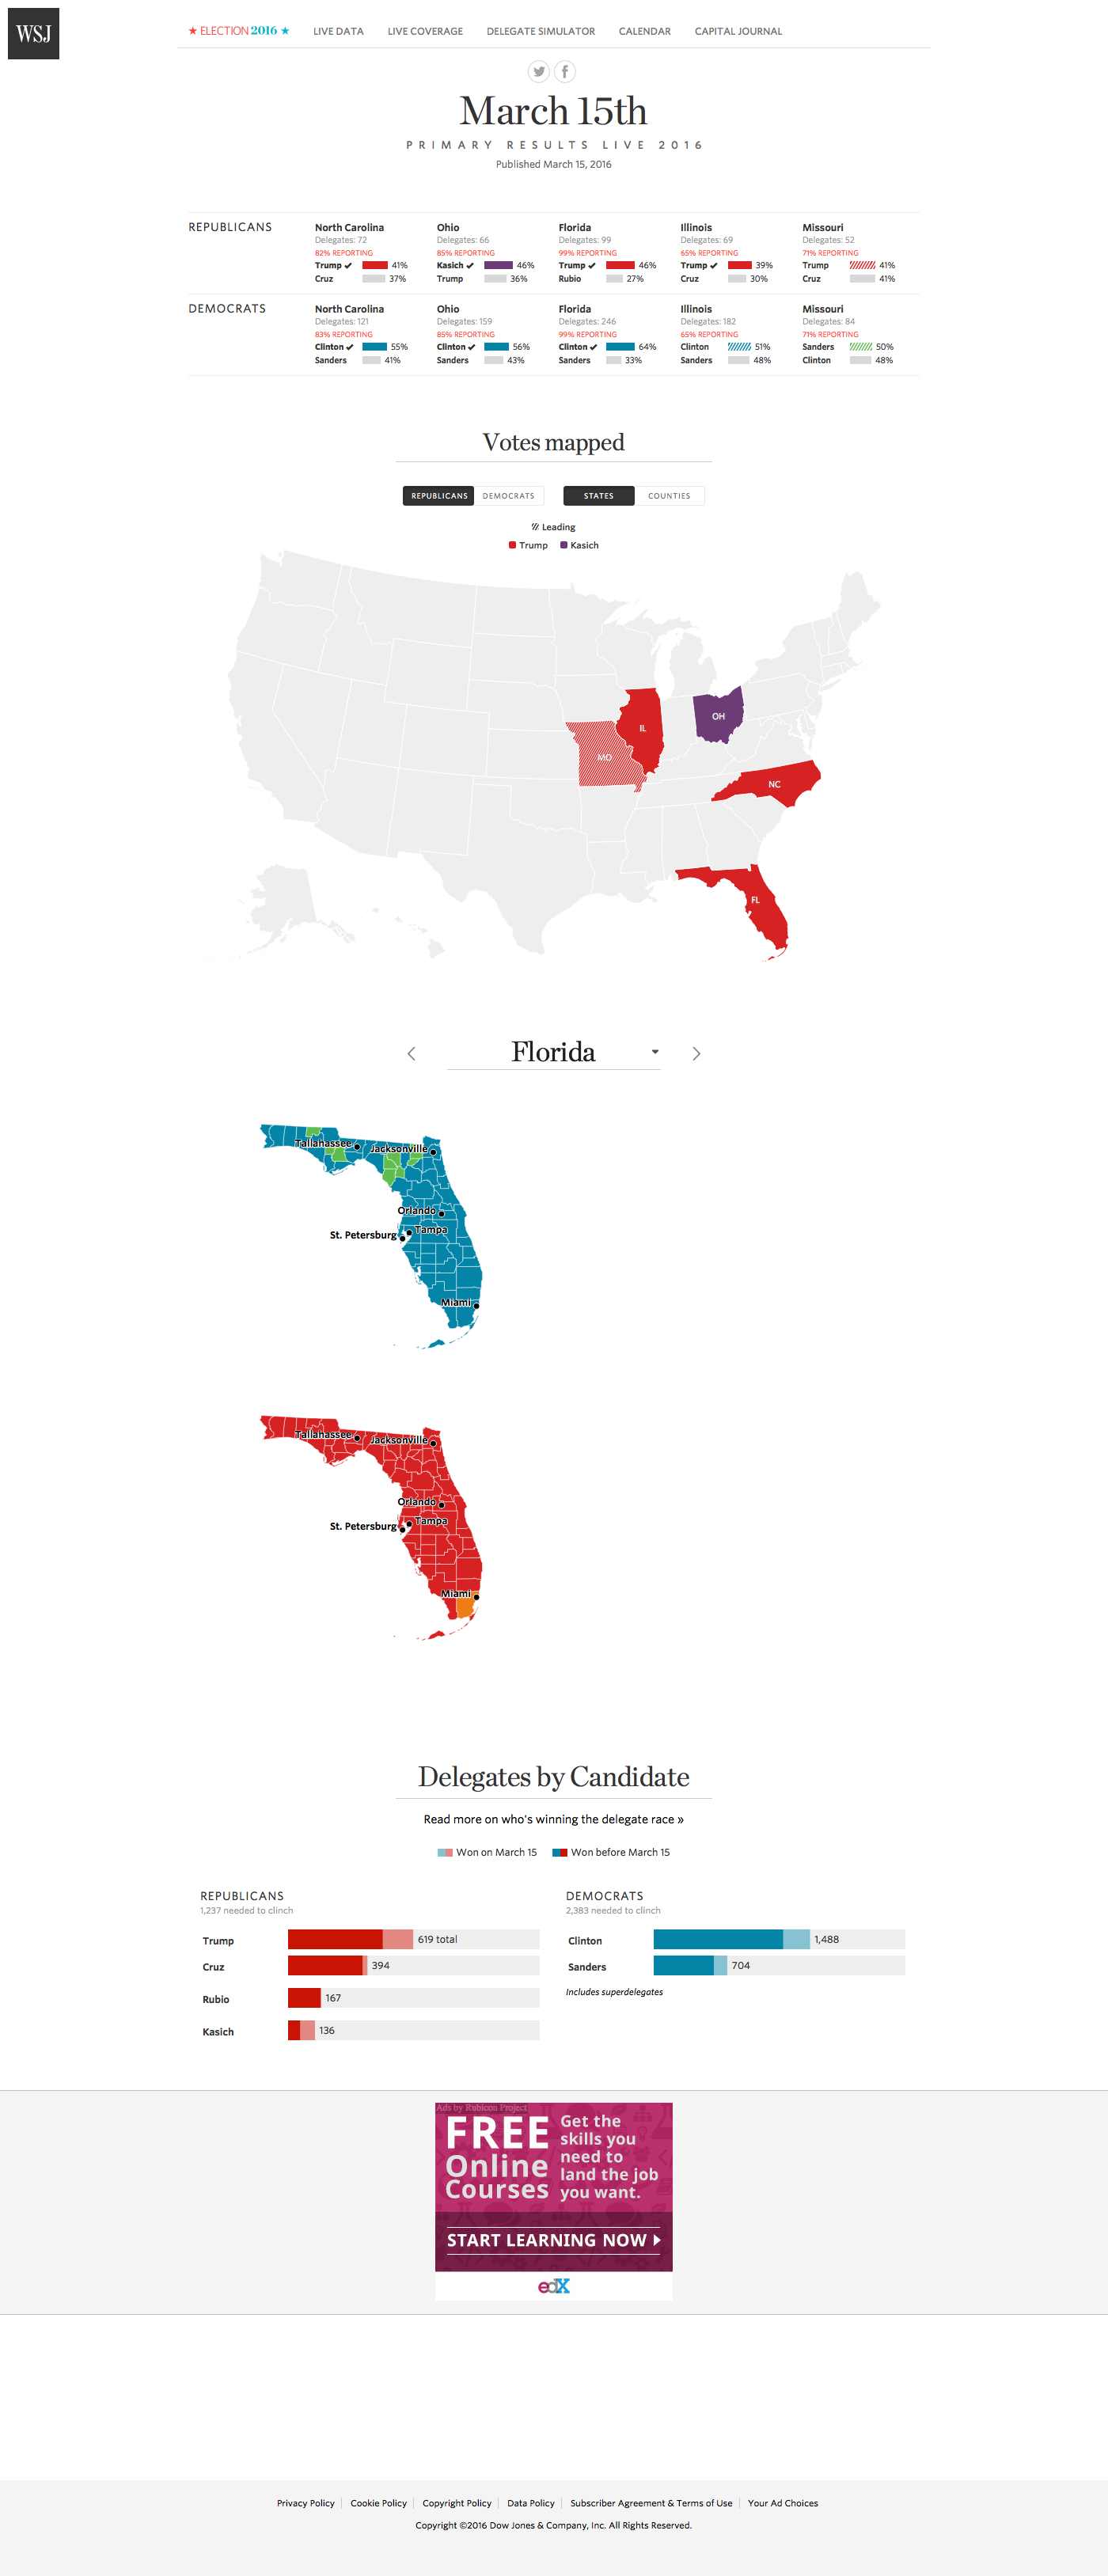 WSJ
★ ELECTION 2016 ★ LIVE DATA LIVE COVERAGE DELEGATE SIMULATOR CALENDAR CAPITAL JOURNAL
March 15th
PRIMARY RESULTS LIVE 2016
Published March 15, 2016
REPUBLICANS
North Carolina
Delegates: 72
82% REPORTING
Trump ✔ 41%
Cruz 37%
Ohio
Delegates: 66
85% REPORTING
Kasich ✔ 46%
Trump 36%
Florida
Delegates: 99
99% REPORTING
Trump ✔ 46%
Rubio 27%
Illinois
Delegates: 69
65% REPORTING
Trump ✔ 39%
Cruz 30%
Missouri
Delegates: 52
71% REPORTING
Trump 41%
Cruz 41%
DEMOCRATS
North Carolina
Delegates: 121
83% REPORTING
Clinton ✔ 55%
Sanders 41%
Ohio
Delegates: 159
85% REPORTING
Clinton ✔ 56%
Sanders 43%
Florida
Delegates: 246
99% REPORTING
Clinton ✔ 64%
Sanders 33%
Illinois
Delegates: 182
65% REPORTING
Clinton 51%
Sanders 48%
Missouri
Delegates: 84
71% REPORTING
Sanders 50%
Clinton 48%
Votes mapped
REPUBLICANS DEMOCRATS STATES COUNTIES
Leading
Trump Kasich
OH
IL
MO
NC
FL
Florida
Tallahassee
Jacksonville
Orlando
Tampa
St. Petersburg
Miami
Tallahassee
Jacksonville
Orlando
Tampa
St. Petersburg
Miami
Delegates by Candidate
Read more on who's winning the delegate race »
Won on March 15 Won before March 15
REPUBLICANS
1,237 needed to clinch
Trump 619 total
Cruz 394
Rubio 167
Kasich 136
DEMOCRATS
2,383 needed to clinch
Clinton 1,488
Sanders 704
Includes superdelegates
Ads by Rubicon Project
FREE
Online
Courses
Get the
skills you
need to
land the job
you want.
START LEARNING NOW
edX
Privacy Policy Cookie Policy Copyright Policy Data Policy Subscriber Agreement & Terms of Use Your Ad Choices
Copyright ©2016 Dow Jones & Company, Inc. All Rights Reserved.